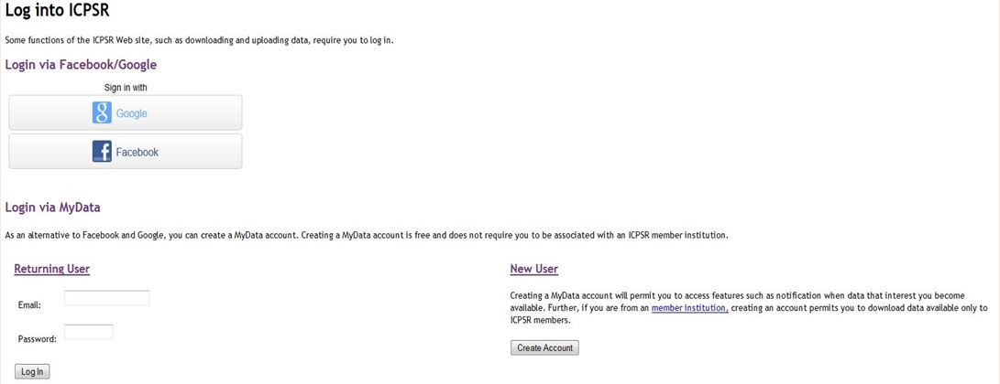 Log into ICPSR
Some functions of the ICPSR Web site, such as downloading and uploading data, require you to log in.
Login via Facebook/Google
Sign in with
Google
Facebook
Login via MyData
As an alternative to Facebook and Google, you can create a MyData account. Creating a MyData account is free and does not require you to be associated with an ICPSR member institution.
Returning User
Email:
Password:
Log In
New User
Creating a MyData account will permit you to access features such as notification when data that interest you become
available. Further, if you are from an member institution, creating an account permits you to download data available only to
ICPSR members.
Create Account